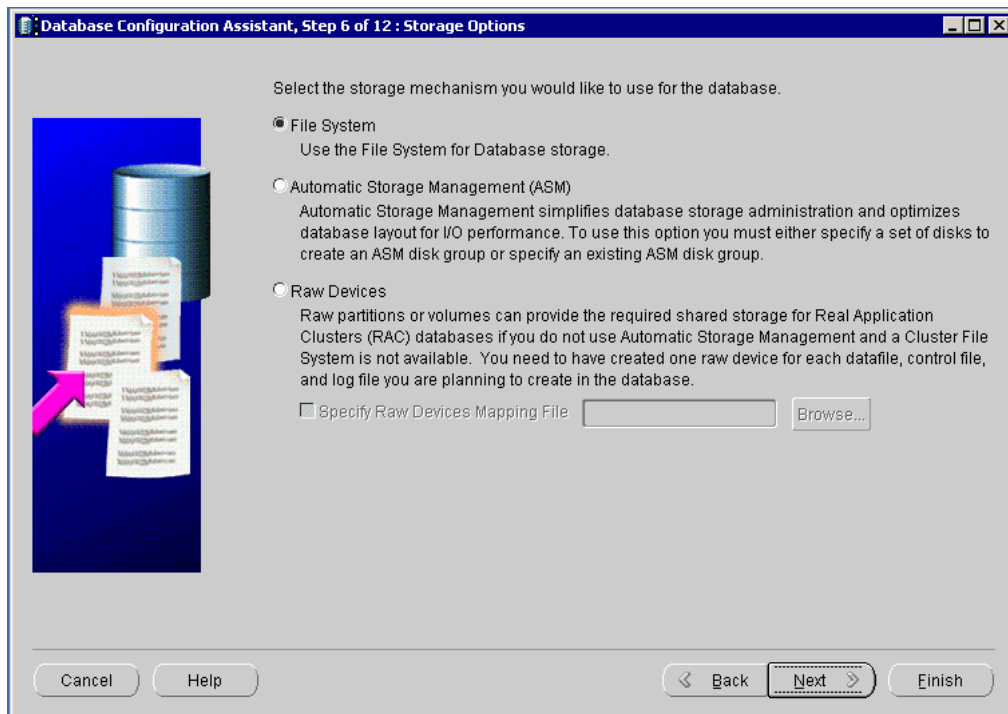 Database Configuration Assistant, Step 6 of 12 : Storage Options
Select the storage mechanism you would like to use for the database.
File System
Use the File System for Database storage.
Automatic Storage Management (ASM)
Automatic Storage Management simplifies database storage administration and optimizes
database layout for I/O performance. To use this option you must either specify a set of disks to
create an ASM disk group or specify an existing ASM disk group.
Raw Devices
Raw partitions or volumes can provide the required shared storage for Real Application
Clusters (RAC) databases if you do not use Automatic Storage Management and a Cluster File
System is not available. You need to have created one raw device for each datafile, control file,
and log file you are planning to create in the database.
Specify Raw Devices Mapping File
Browse...
Cancel
Help
Back
Next
Finish